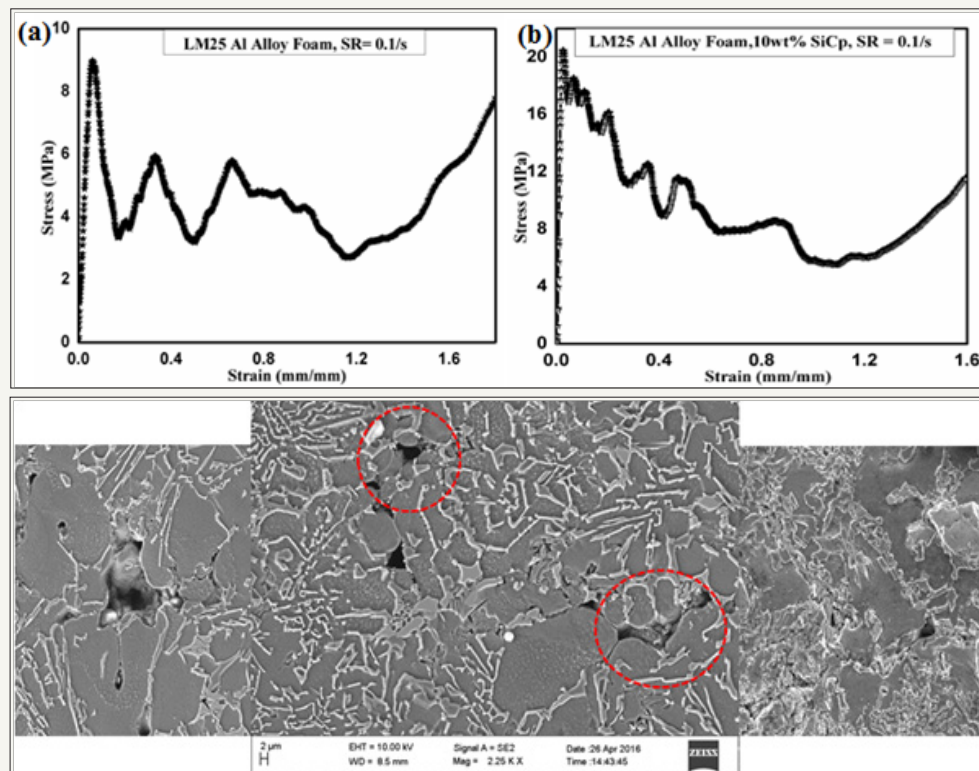 (a)
LM25 Al Alloy Foam, SR= 0.1/s
Stress (MPa)
10
8
6
4
2
0
0.0 0.4 0.8 1.2 1.6
Strain (mm/mm)
(b)
LM25 Al Alloy Foam,10wt% SiCp, SR = 0.1/s
Stress (MPa)
20
16
12
8
4
0
0.0 0.4 0.8 1.2 1.6
Strain (mm/mm)
2 µm
H
EHT = 10.00 kV
WD = 8.5 mm
Signal A = SE2
Mag = 2.25 K X
Date :26 Apr 2016
Time :14:43:45
ZEISS